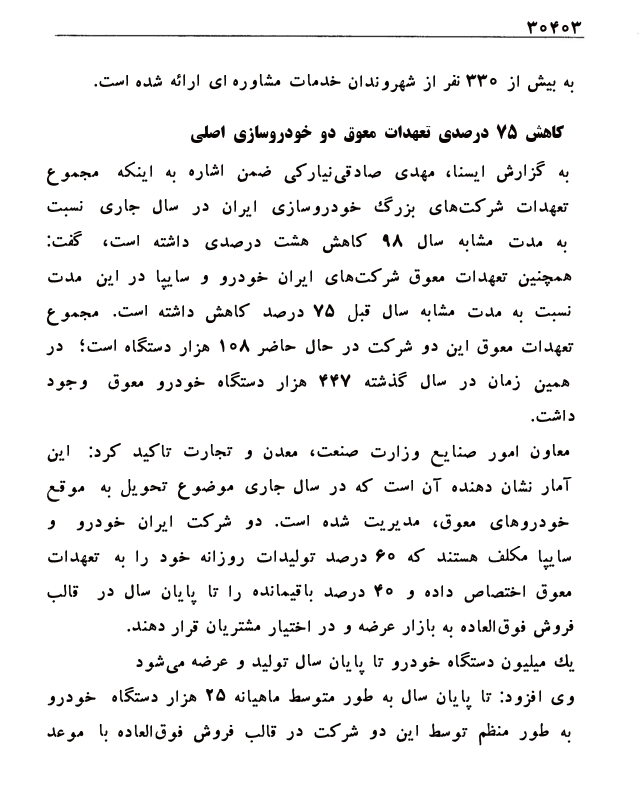 ۳۰۴۰۳
به بیش از ۳۳۰ نفر از شهروندان خدمات مشاوره ای ارائه شده است.
کاهش ۷۵ درصدی تعهدات معوق دو خودروسازی اصلی
به گزارش ایسنا، مهدی صادقی‌نیارکی ضمن اشاره به اینکه مجموع
تعهدات شرکت‌های بزرگ خودروسازی ایران در سال جاری نسبت
به مدت مشابه سال ۹۸ کاهش هشت درصدی داشته است، گفت:
همچنین تعهدات معوق شرکت‌های ایران خودرو و سایپا در این مدت
نسبت به مدت مشابه سال قبل ۷۵ درصد کاهش داشته است. مجموع
تعهدات معوق این دو شرکت در حال حاضر ۱۰۸ هزار دستگاه است؛ در
همین زمان در سال گذشته ۴۴۷ هزار دستگاه خودرو معوق وجود
داشت.
معاون امور صنایع وزارت صنعت، معدن و تجارت تاکید کرد: این
آمار نشان دهنده آن است که در سال جاری موضوع تحویل به موقع
خودروهای معوق، مدیریت شده است. دو شرکت ایران خودرو و
سایپا مکلف هستند که ۶۰ درصد تولیدات روزانه خود را به تعهدات
معوق اختصاص داده و ۴۰ درصد باقیمانده را تا پایان سال در قالب
فروش فوق‌العاده به بازار عرضه و در اختیار مشتریان قرار دهند.
یك میلیون دستگاه خودرو تا پایان سال تولید و عرضه می‌شود
وی افزود: تا پایان سال به طور متوسط ماهیانه ۲۵ هزار دستگاه خودرو
به طور منظم توسط این دو شرکت در قالب فروش فوق‌العاده با موعد